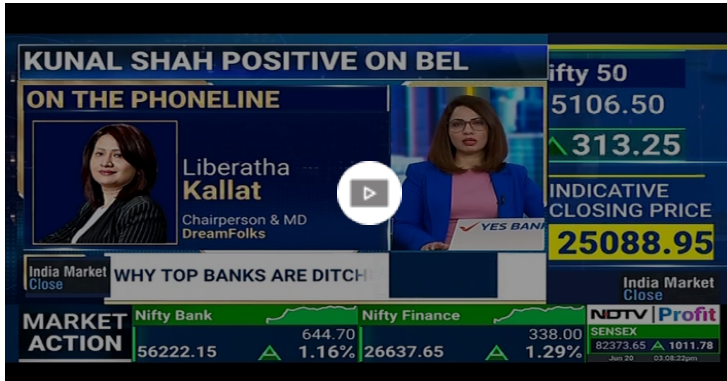 KUNAL SHAH POSITIVE ON BEL
ON THE PHONELINE
Liberatha
Kallat
Chairperson & MD
DreamFolks
YES BANK
ifty 50
5106.50
313.25
INDICATIVE
CLOSING PRICE
25088.95
India Market
Close
India Market
Close
WHY TOP BANKS ARE DITCH
MARKET
ACTION
Nifty Bank
644.70
56222.15
1.16%
Nifty Finance
338.00
26637.65
1.29%
NDTV Profit
SENSEX
82373.65 1011.78
Jun 20 03:08:22pm